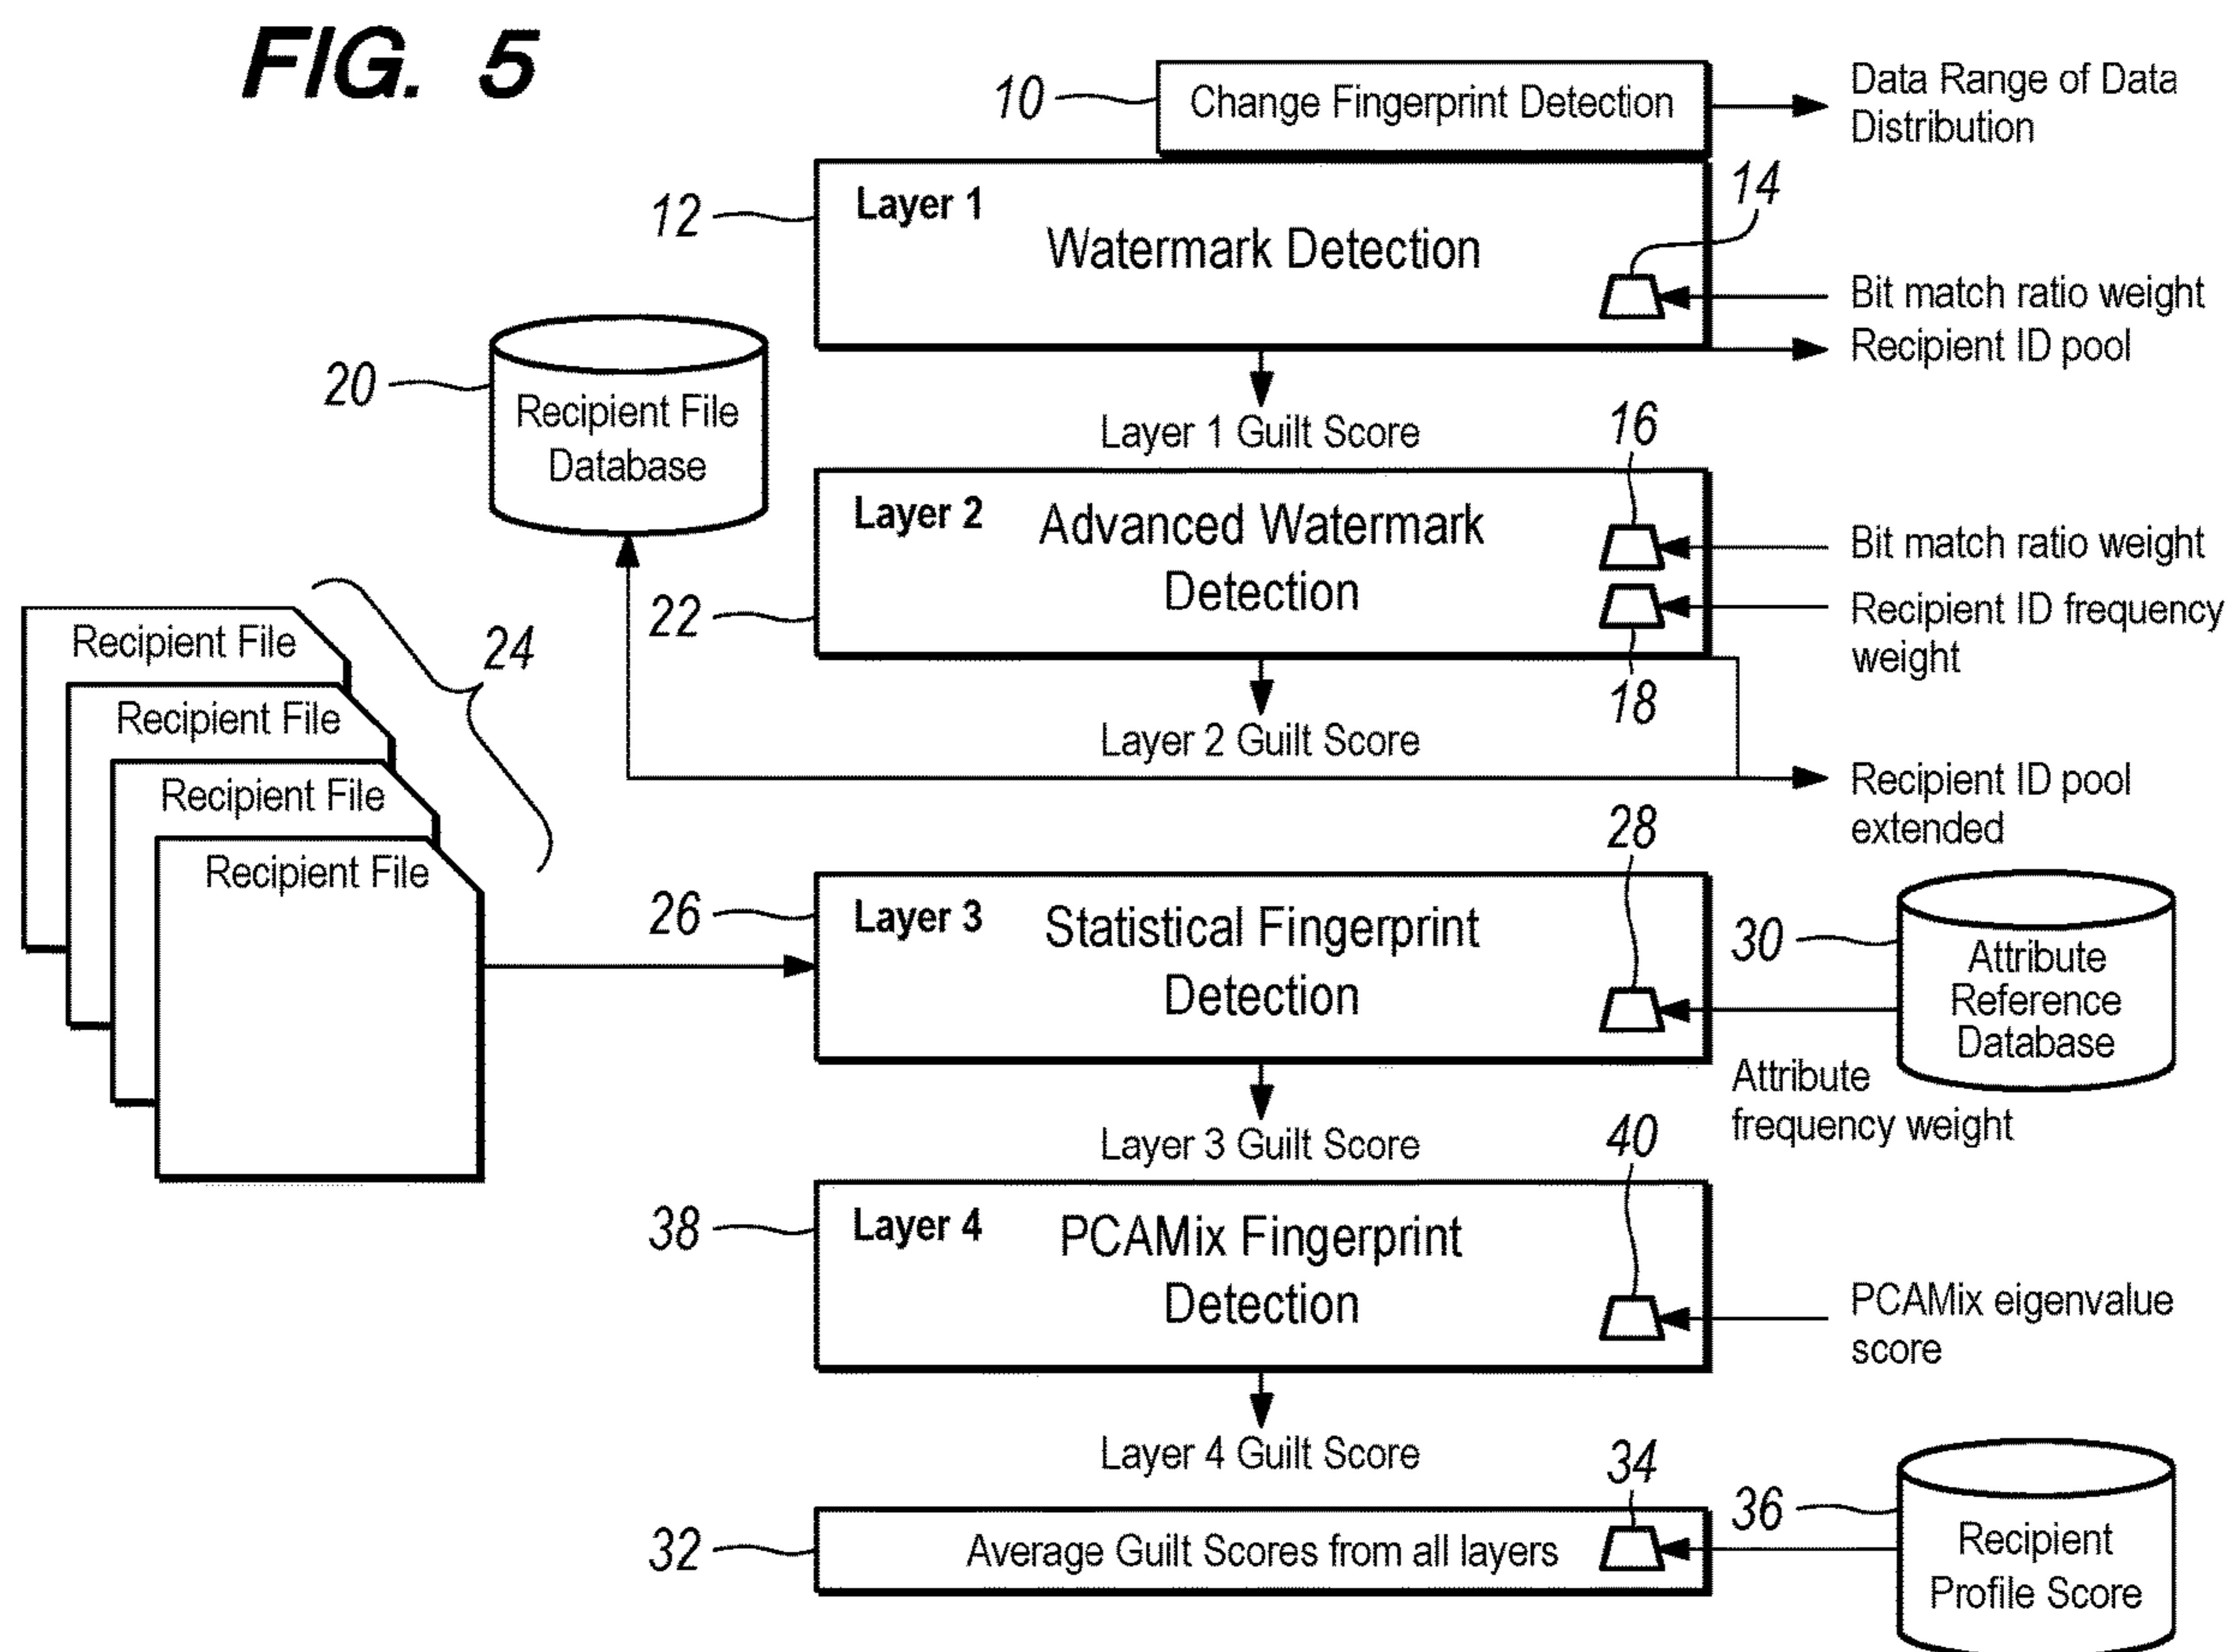 FIG. 5
10
Change Fingerprint Detection
Data Range of Data
Distribution
12
Layer 1
Watermark Detection
14
Bit match ratio weight
Recipient ID pool
20
Recipient File
Database
Layer 1 Guilt Score
16
Layer 2
Advanced Watermark
Detection
22
Bit match ratio weight
Recipient ID frequency
weight
18
Layer 2 Guilt Score
Recipient ID pool
extended
Recipient File
Recipient File
Recipient File
Recipient File
24
26
Layer 3
Statistical Fingerprint
Detection
28
30
Attribute
Reference
Database
Attribute
frequency weight
Layer 3 Guilt Score
40
38
Layer 4
PCAMix Fingerprint
Detection
PCAMix eigenvalue
score
Layer 4 Guilt Score
34
32
Average Guilt Scores from all layers
36
Recipient
Profile Score